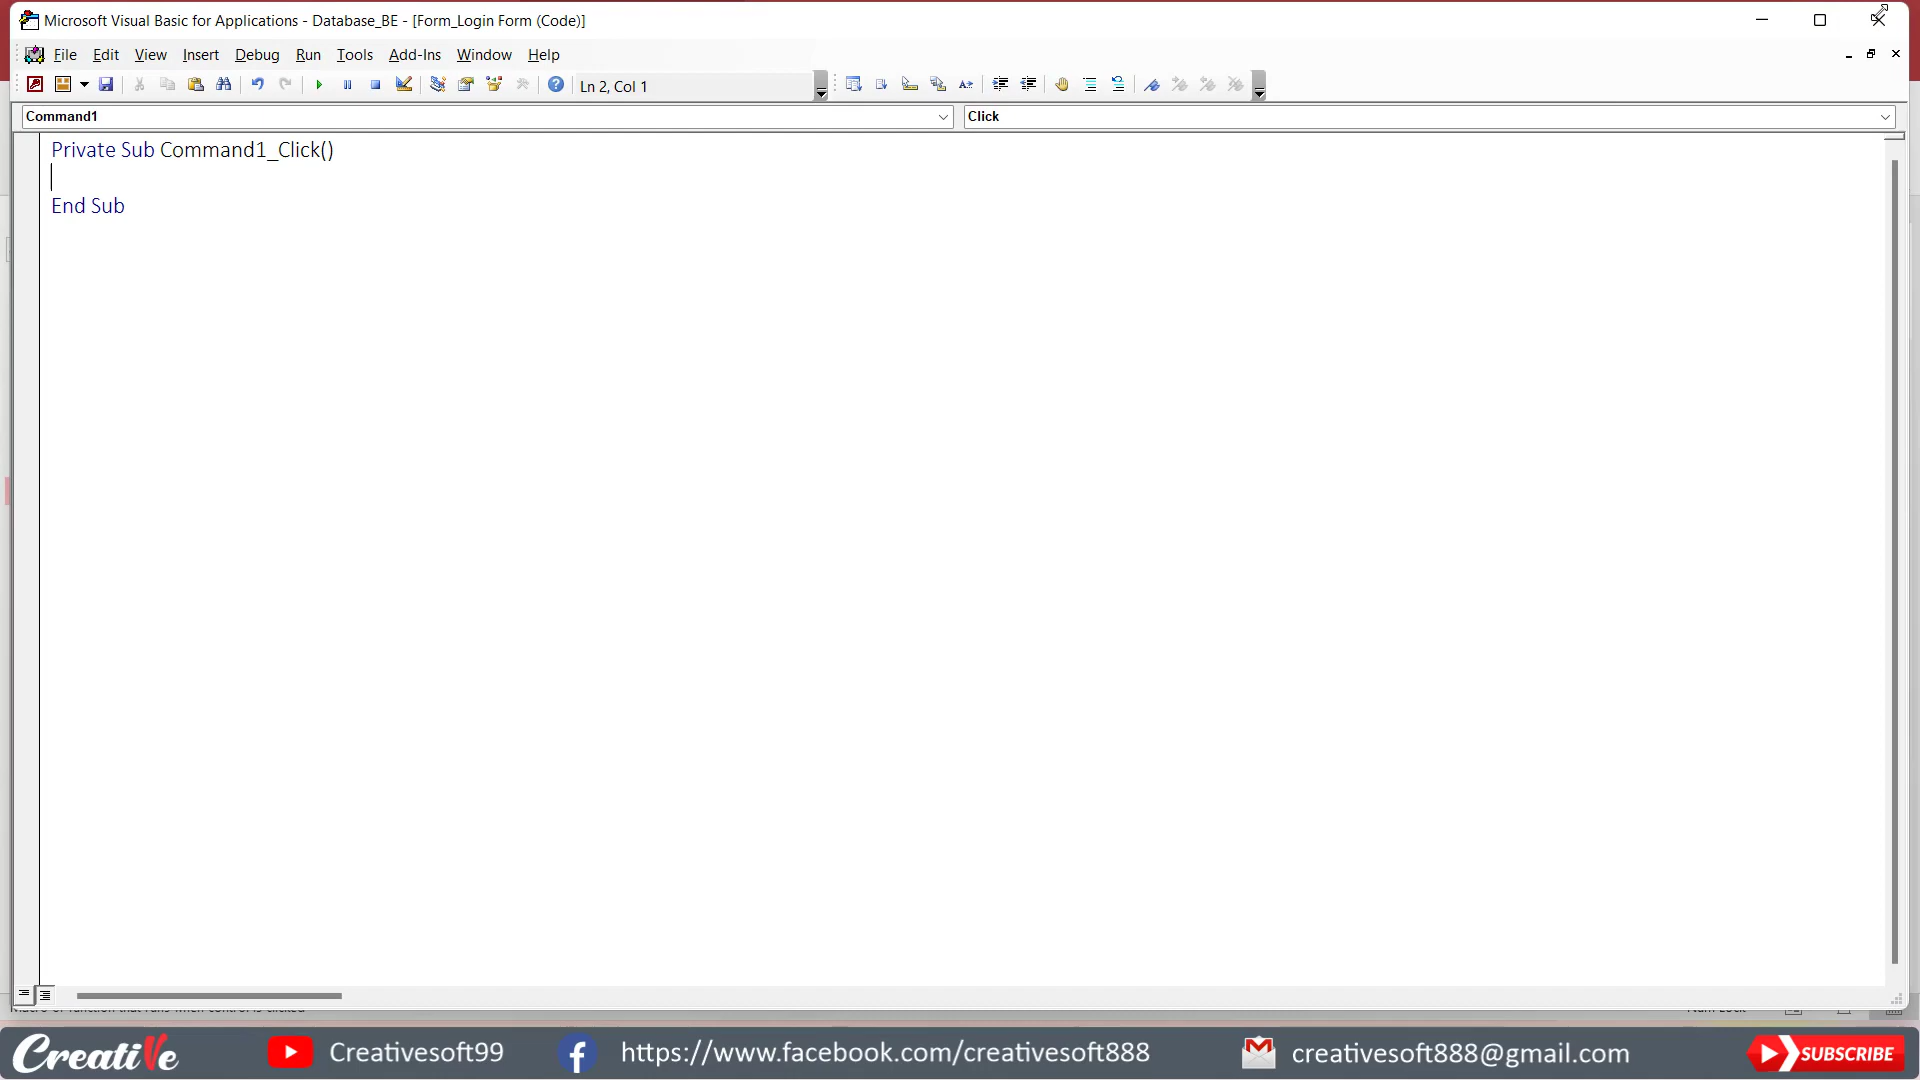 Microsoft Visual Basic for Applications - Database_BE - [Form_Login Form (Code)]
File Edit View Insert Debug Run Tools Add-Ins Window Help
Ln 2, Col 1
Command1 Click
Private Sub Command1_Click()
End Sub
CreatiVe Creativesoft99 https://www.facebook.com/creativesoft888 creativesoft888@gmail.com SUBSCRIBE